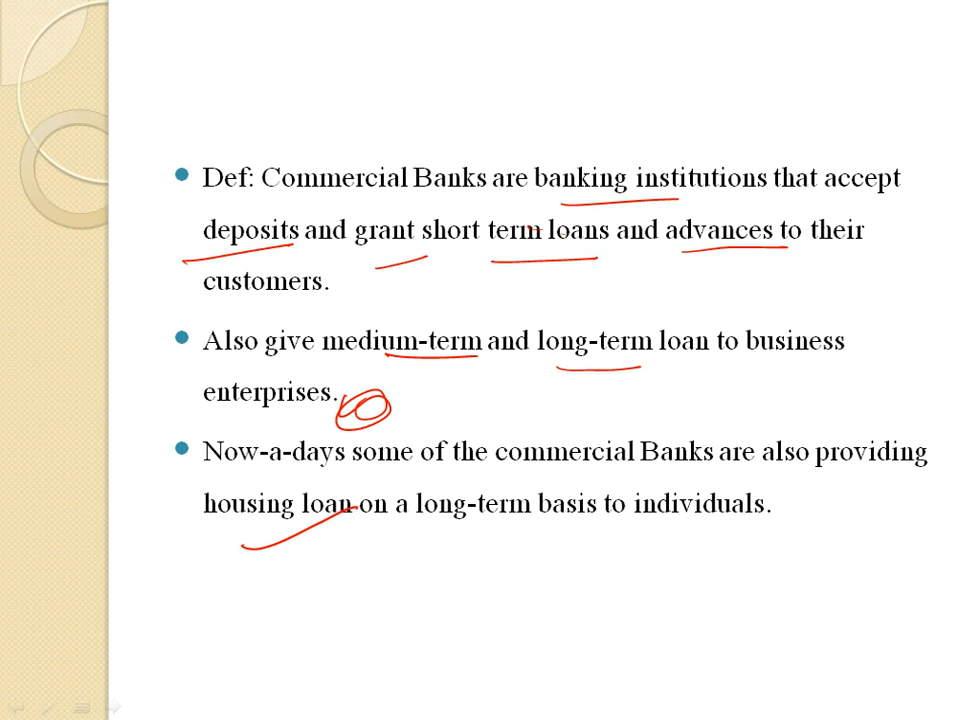 Def: Commercial Banks are banking institutions that accept
deposits and grant short term loans and advances to their
customers.
Also give medium-term and long-term loan to business
enterprises.
Now-a-days some of the commercial Banks are also providing
housing loan on a long-term basis to individuals.